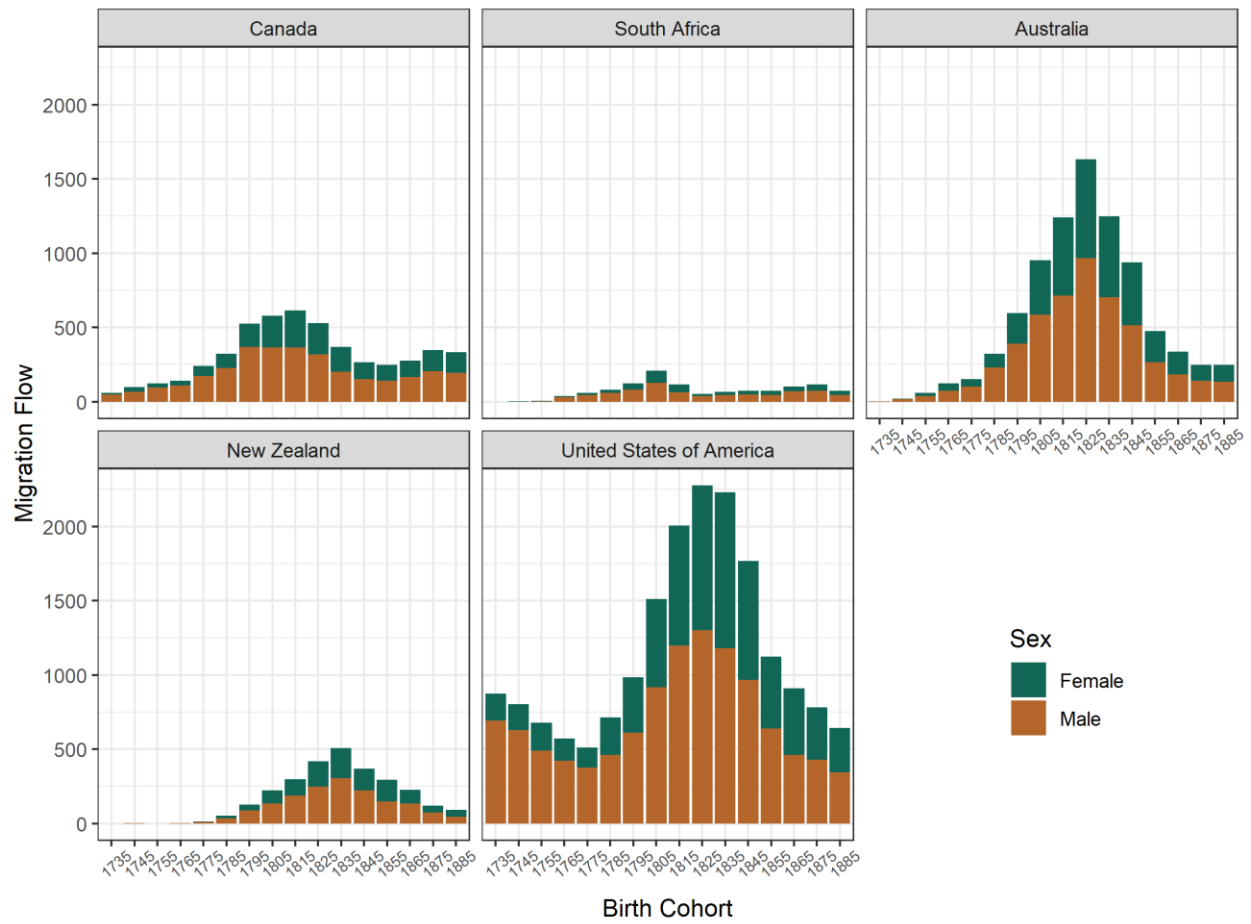 Canada
South Africa
Australia
2000
1500
1000
500
0
1735 1745 1755 1765 1775 1785 1795 1805 1815 1825 1835 1845 1855 1865 1875 1885
New Zealand
United States of America
2000
1500
1000
500
0
1735 1745 1755 1765 1775 1785 1795 1805 1815 1825 1835 1845 1855 1865 1875 1885
1735 1745 1755 1765 1775 1785 1795 1805 1815 1825 1835 1845 1855 1865 1875 1885
Migration Flow
Birth Cohort
Sex
Female
Male